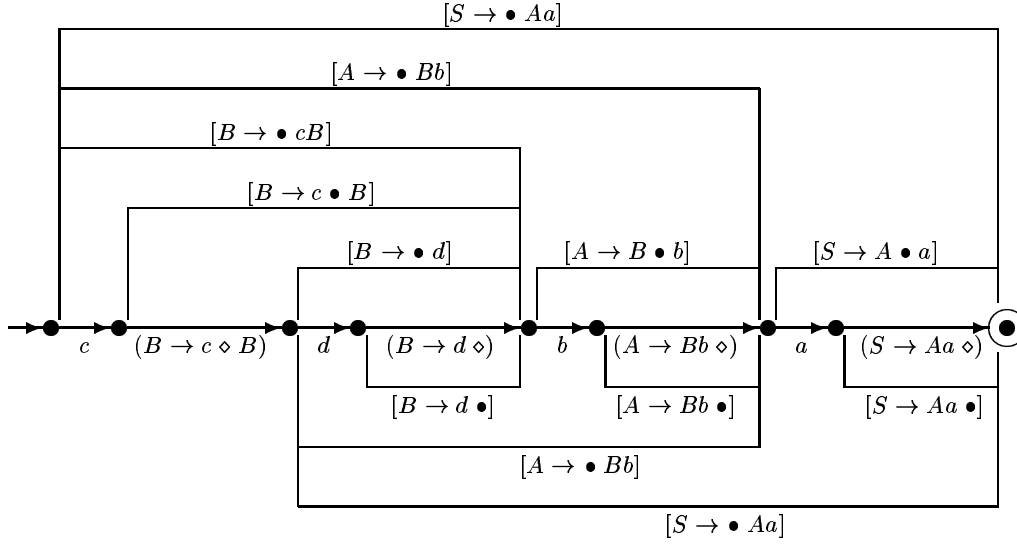 [S → • Aa]
[A → • Bb]
[B → • cB]
[B → c • B]
[B → • d] [A → B • b] [S → A • a]
c (B → c ⋄ B) d (B → d ⋄) b (A → Bb ⋄) a (S → Aa ⋄)
[B → d •] [A → Bb •] [S → Aa •]
[A → • Bb]
[S → • Aa]